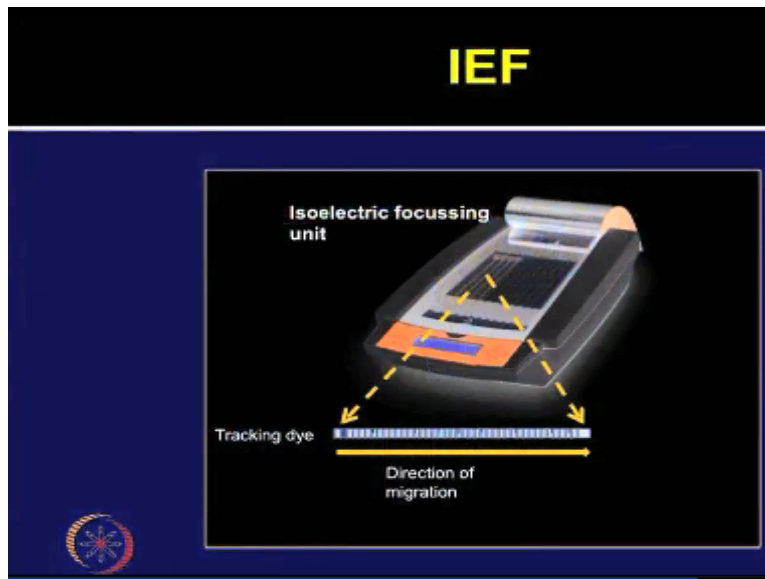 IEF
Isoelectric focussing
unit
Tracking dye
Direction of
migration